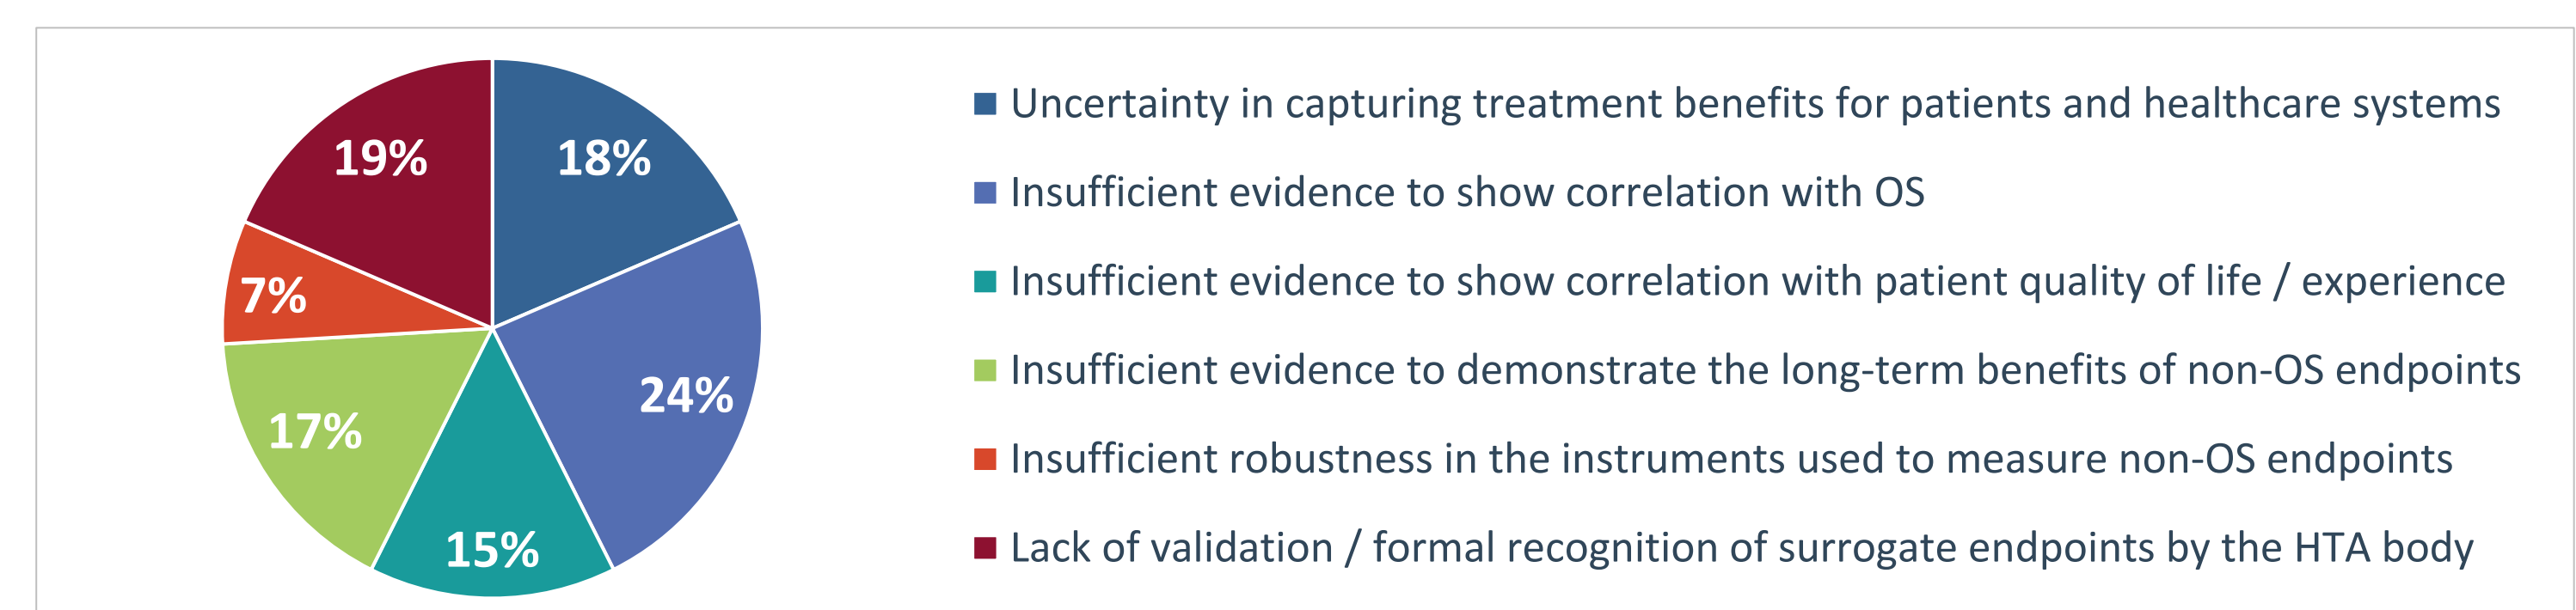 19%
18%
7%
24%
17%
15%
Uncertainty in capturing treatment benefits for patients and healthcare systems
Insufficient evidence to show correlation with OS
Insufficient evidence to show correlation with patient quality of life / experience
Insufficient evidence to demonstrate the long-term benefits of non-OS endpoints
Insufficient robustness in the instruments used to measure non-OS endpoints
Lack of validation / formal recognition of surrogate endpoints by the HTA body